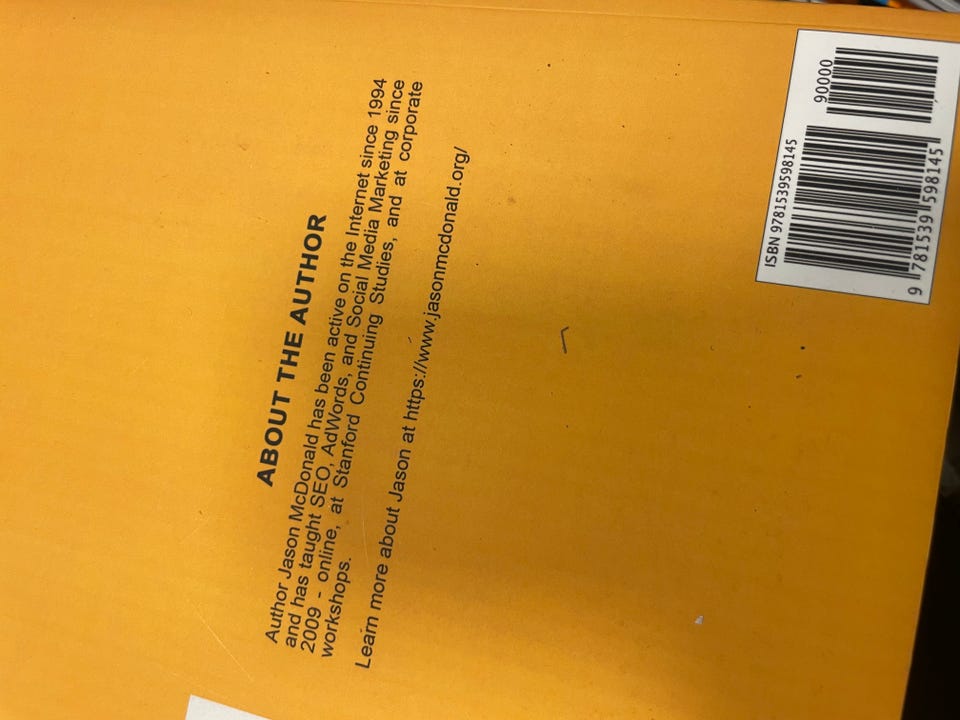 ABOUT THE AUTHOR
Author Jason McDonald has been active on the Internet since 1994
and has taught SEO, AdWords, and Social Media Marketing since
2009 - online, at Stanford Continuing Studies, and at corporate
workshops.
Learn more about Jason at https://www.jasonmcdonald.org/
ISBN 9781539598145
90000
9 781539 598145